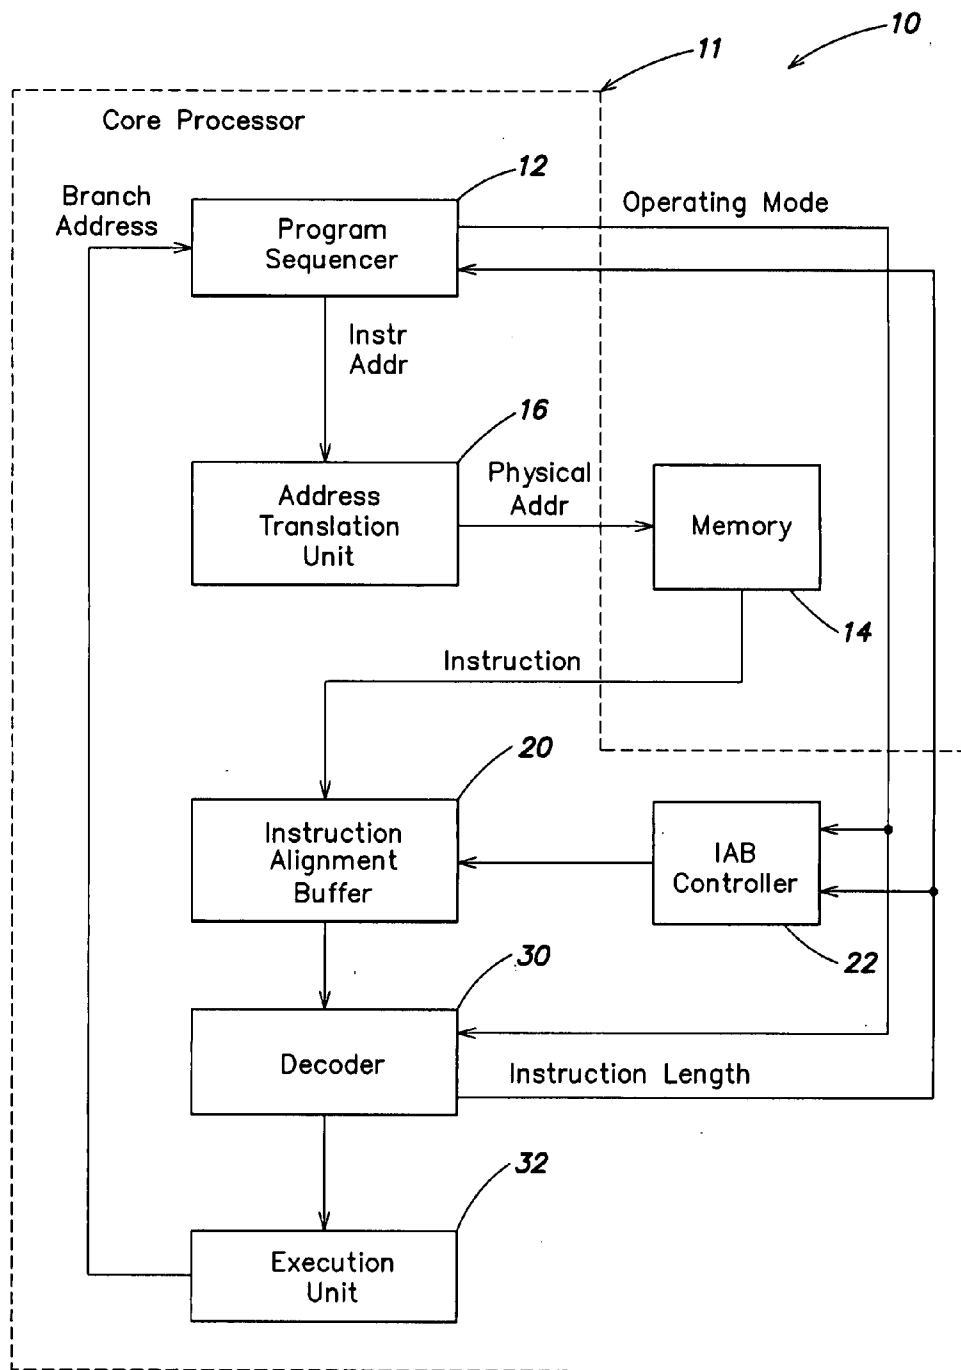 10
11
Core Processor
12
Branch
Address
Operating Mode
Program
Sequencer
Instr
Addr
16
Physical
Addr
Address
Translation
Unit
Memory
14
Instruction
20
Instruction
Alignment
Buffer
IAB
Controller
22
30
Decoder
Instruction Length
32
Execution
Unit